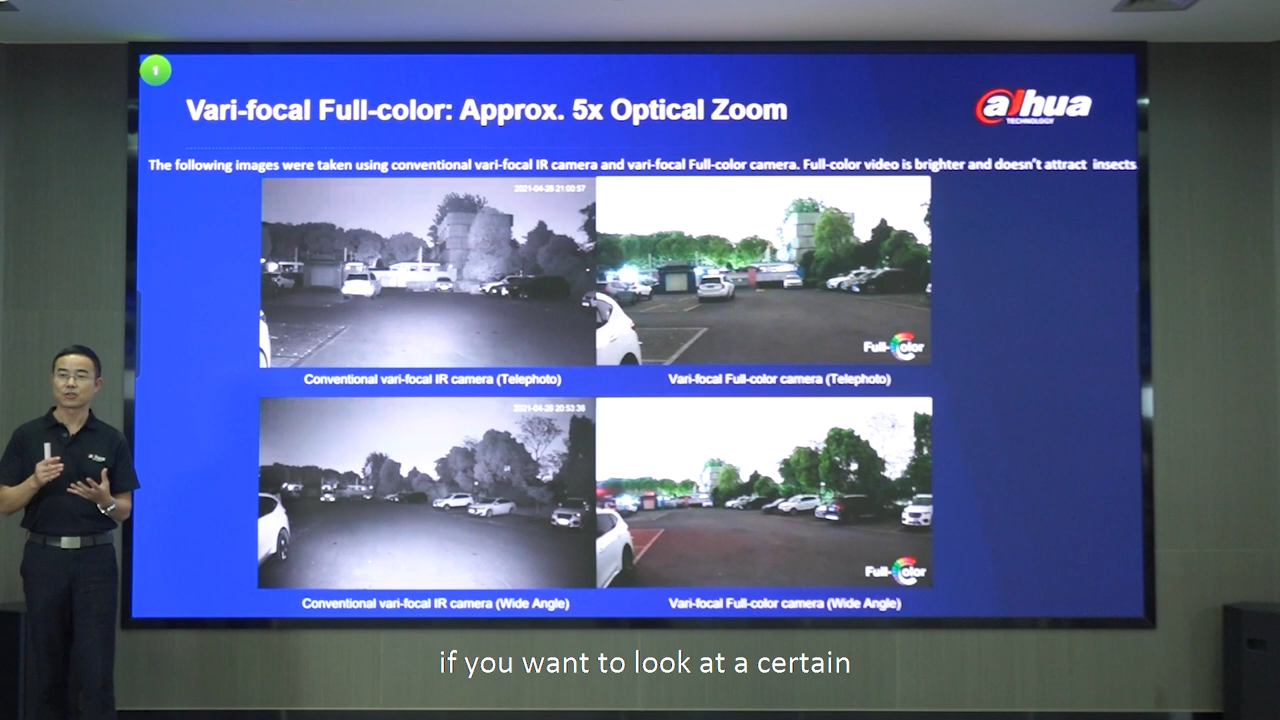 1
Vari-focal Full-color: Approx. 5x Optical Zoom
alhua
TECHNOLOGY
The following images were taken using conventional vari-focal IR camera and vari-focal Full-color camera. Full-color video is brighter and doesn't attract insects
2021-04-26 21:00:57
Full-Color
Conventional vari-focal IR camera (Telephoto)
Vari-focal Full-color camera (Telephoto)
2021-04-26 20:53:36
Full-Color
Conventional vari-focal IR camera (Wide Angle)
Vari-focal Full-color camera (Wide Angle)
if you want to look at a certain